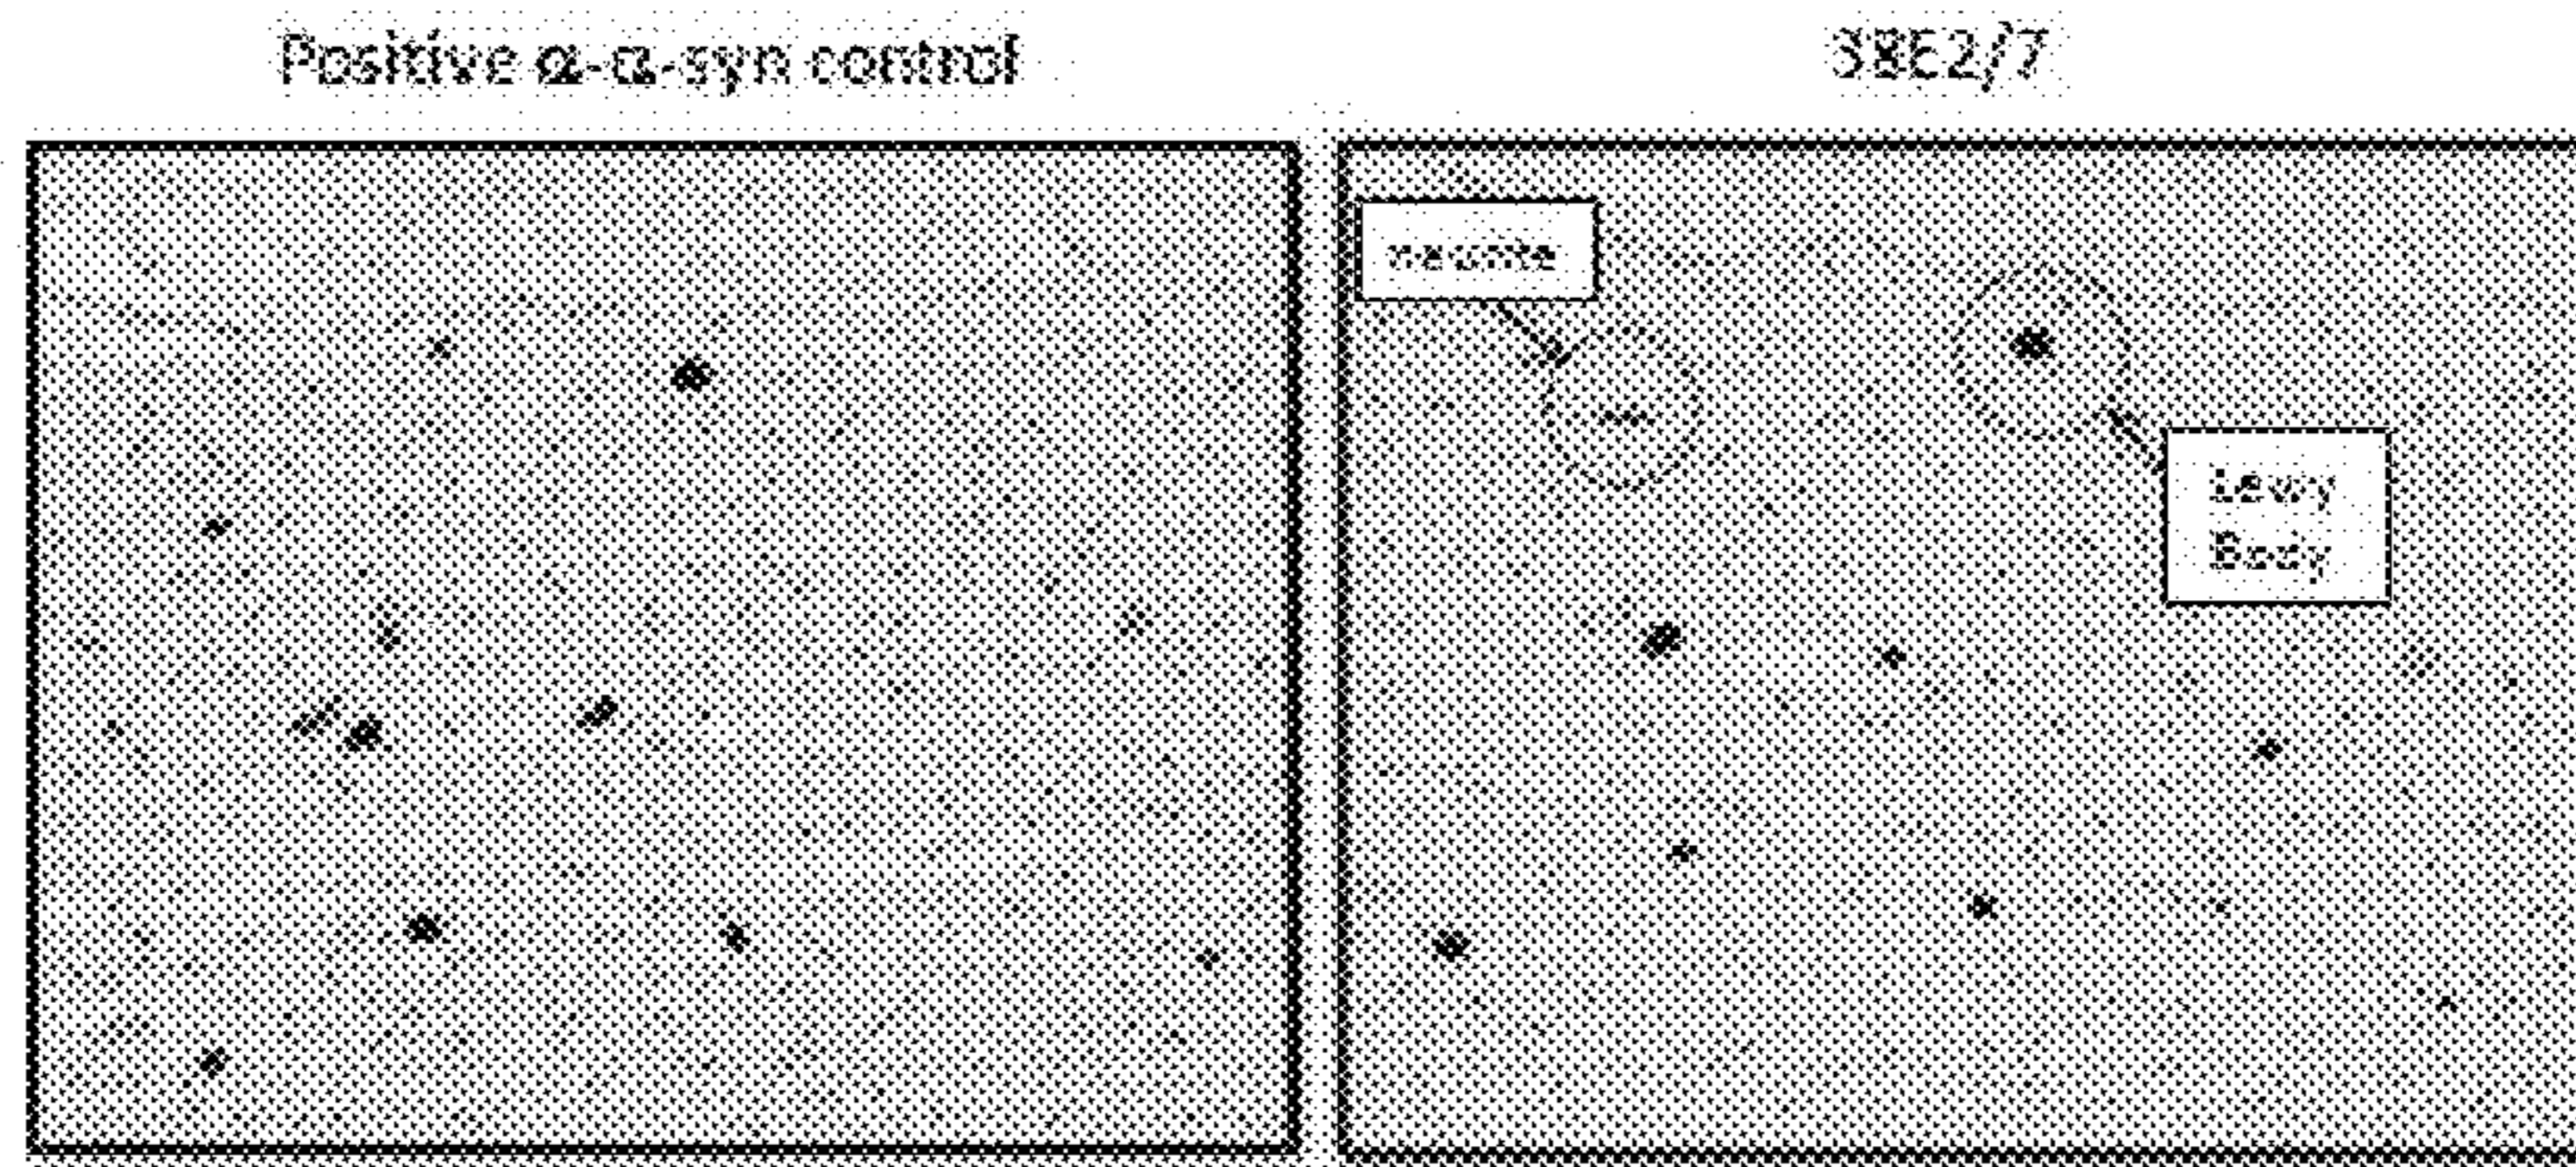 Positive α-α-syn control
38E2/7
neurite
Lewy
Body